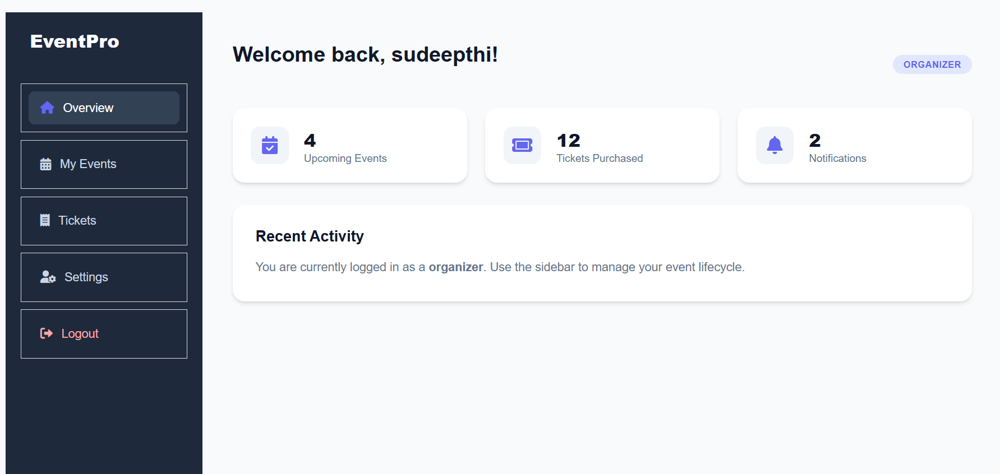 EventPro
Overview
My Events
Tickets
Settings
Logout
Welcome back, sudeepthi!
ORGANIZER
4
Upcoming Events
12
Tickets Purchased
2
Notifications
Recent Activity
You are currently logged in as a organizer. Use the sidebar to manage your event lifecycle.